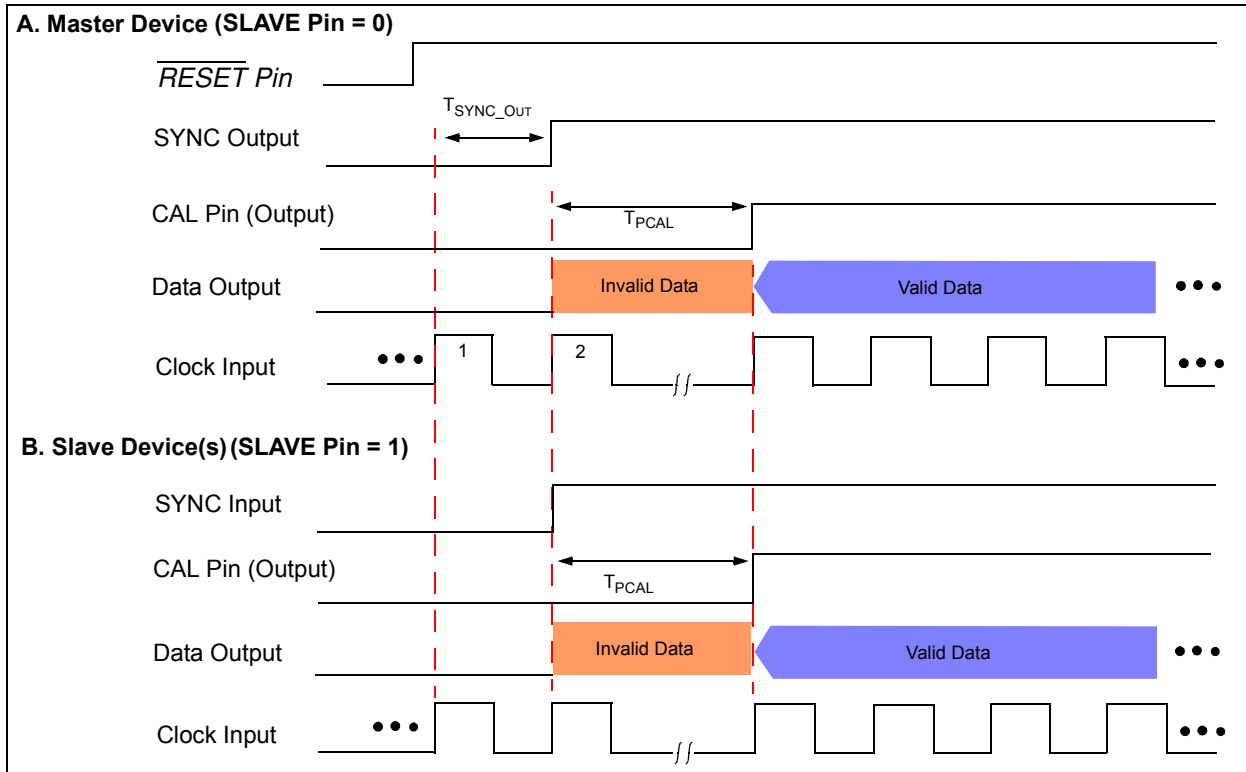 A. Master Device (SLAVE Pin = 0)
RESET Pin
TSYNC_OUT
SYNC Output
CAL Pin (Output)
TPCAL
Data Output
Invalid Data
Valid Data
Clock Input
1
2
B. Slave Device(s) (SLAVE Pin = 1)
SYNC Input
CAL Pin (Output)
TPCAL
Data Output
Invalid Data
Valid Data
Clock Input